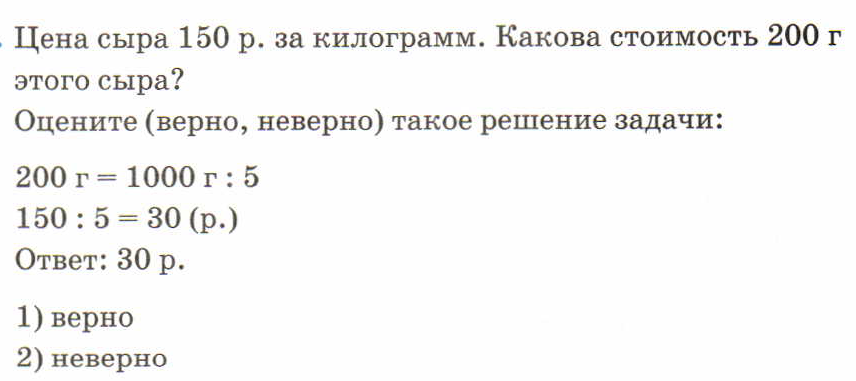 Цена сыра 150 р. за килограмм. Какова стоимость 200 г
этого сыра?
Оцените (верно, неверно) такое решение задачи:
200 г = 1000 г : 5
150 : 5 = 30 (р.)
Ответ: 30 р.
1) верно
2) неверно